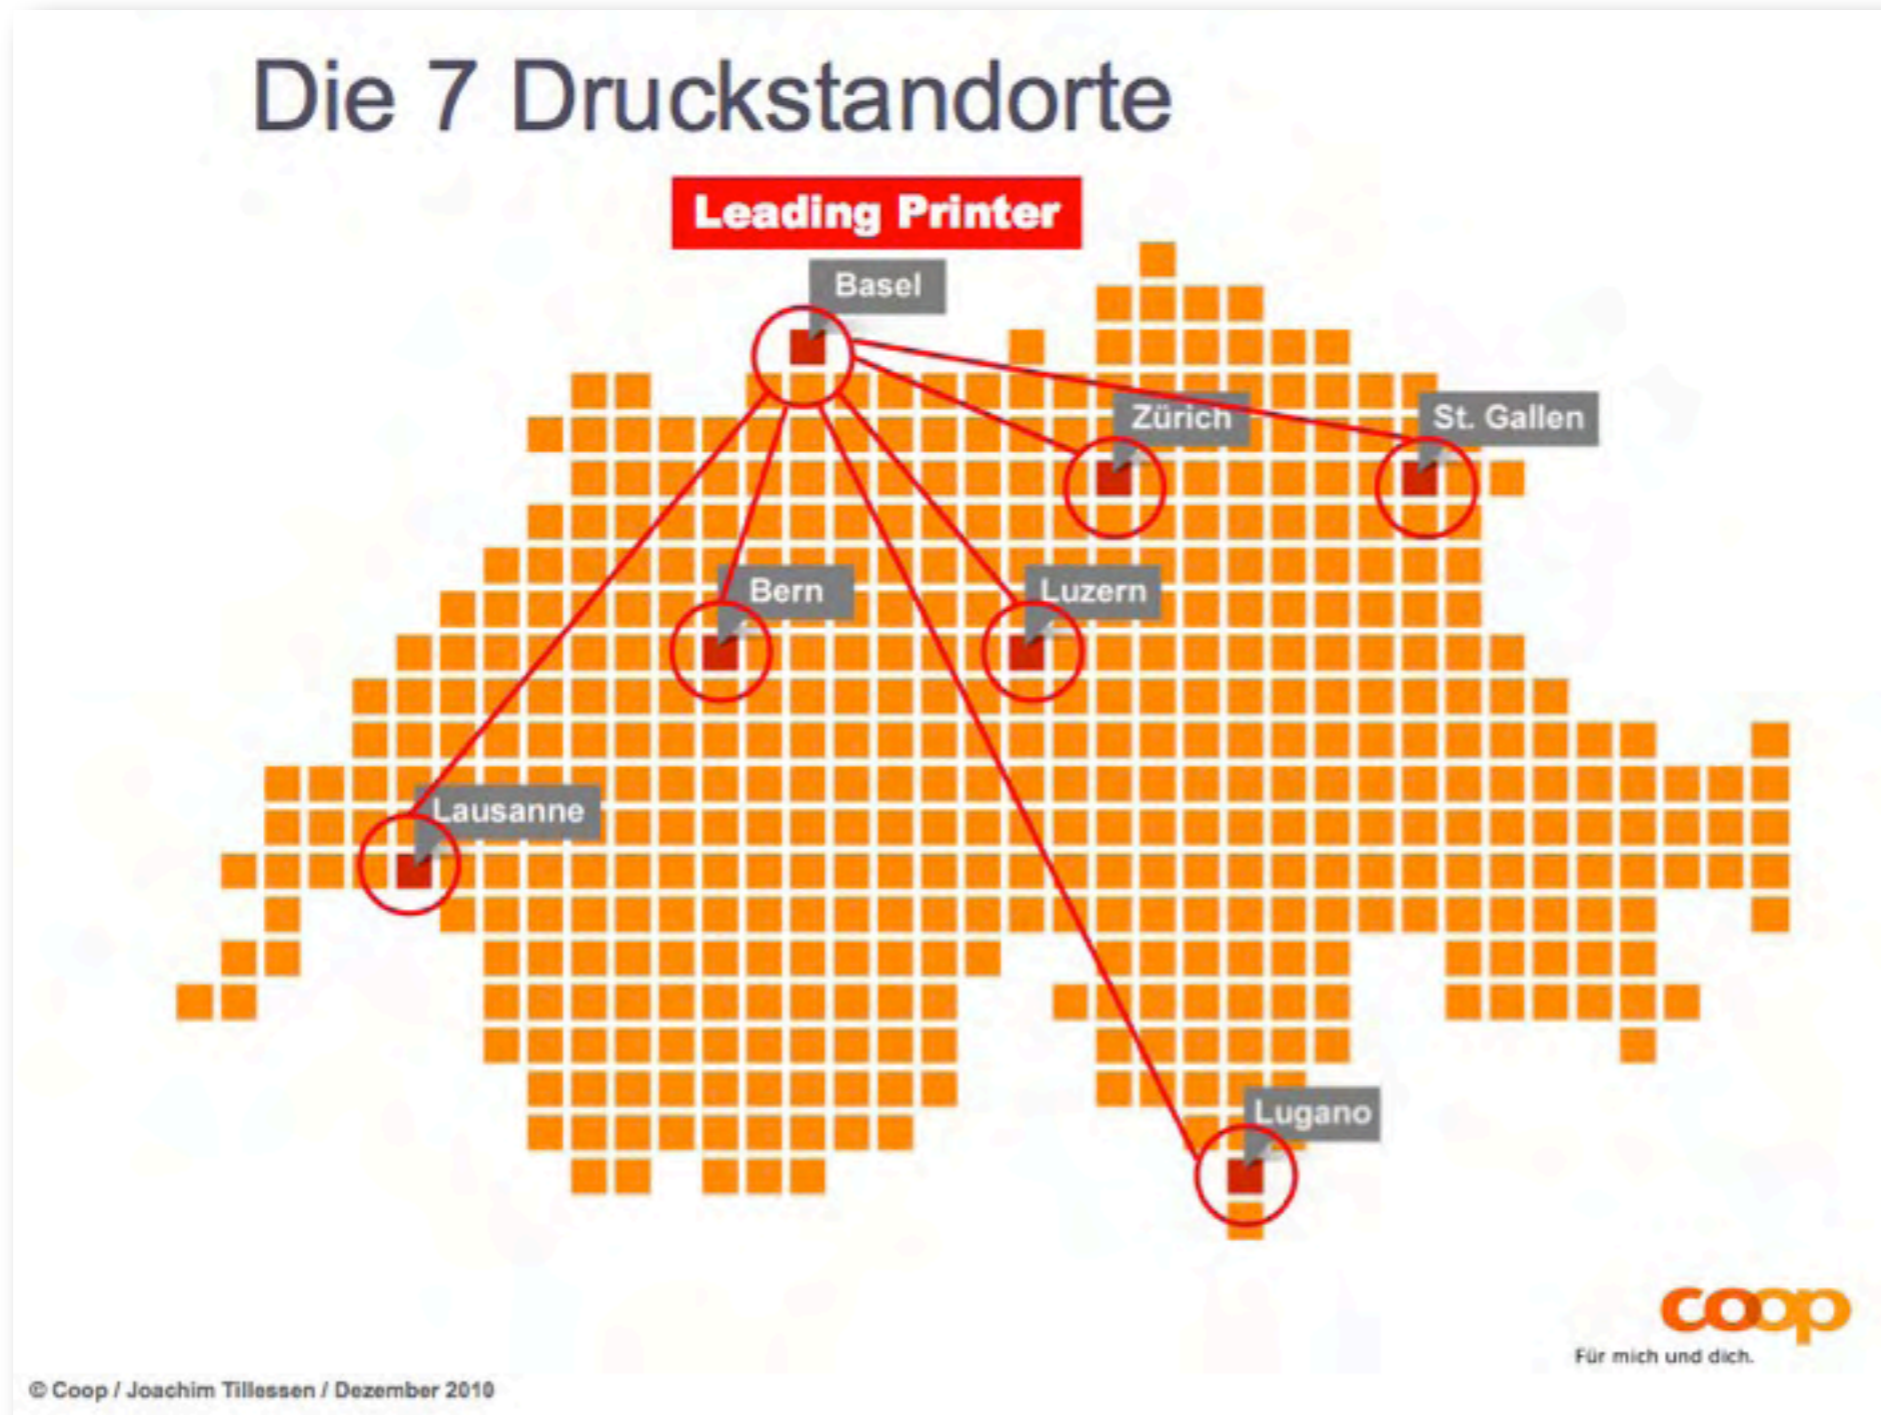 Die 7 Druckstandorte
Leading Printer
Basel
Zürich
St. Gallen
Bern
Luzern
Lausanne
Lugano
coop
Für mich und dich.
© Coop / Joachim Tillessen / Dezember 2010